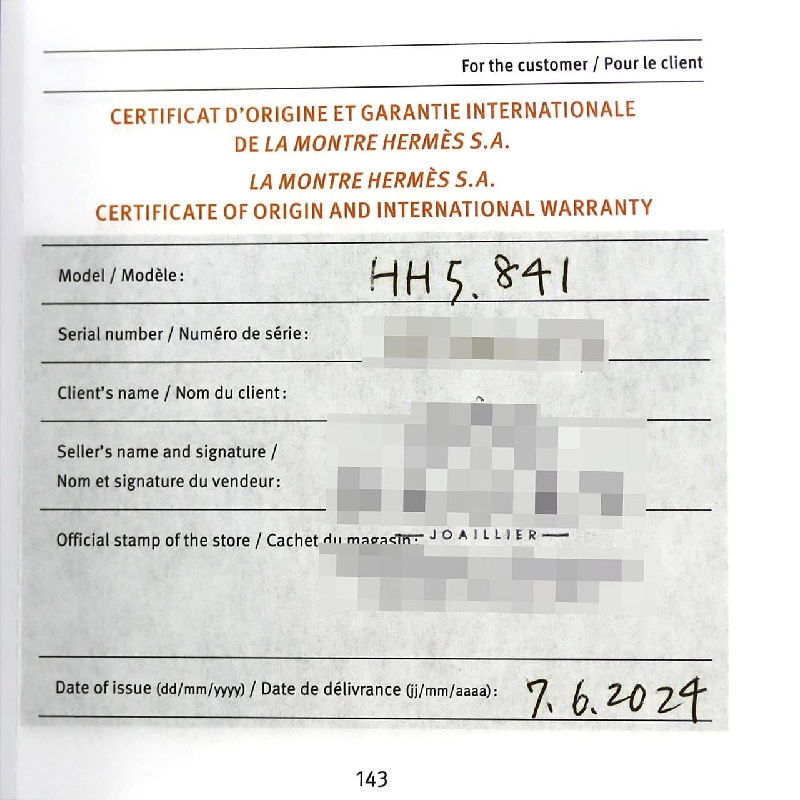 For the customer / Pour le client
CERTIFICAT D'ORIGINE ET GARANTIE INTERNATIONALE
DE LA MONTRE HERMÈS S.A.
LA MONTRE HERMÈS S.A.
CERTIFICATE OF ORIGIN AND INTERNATIONAL WARRANTY
Model / Modèle: HH5.841
Serial number / Numéro de série:
Client's name / Nom du client:
Seller's name and signature /
Nom et signature du vendeur:
Official stamp of the store / Cachet du magasin: JOAILLIER
Date of issue (dd/mm/yyyy) / Date de délivrance (jj/mm/aaaa): 7.6.2024
143